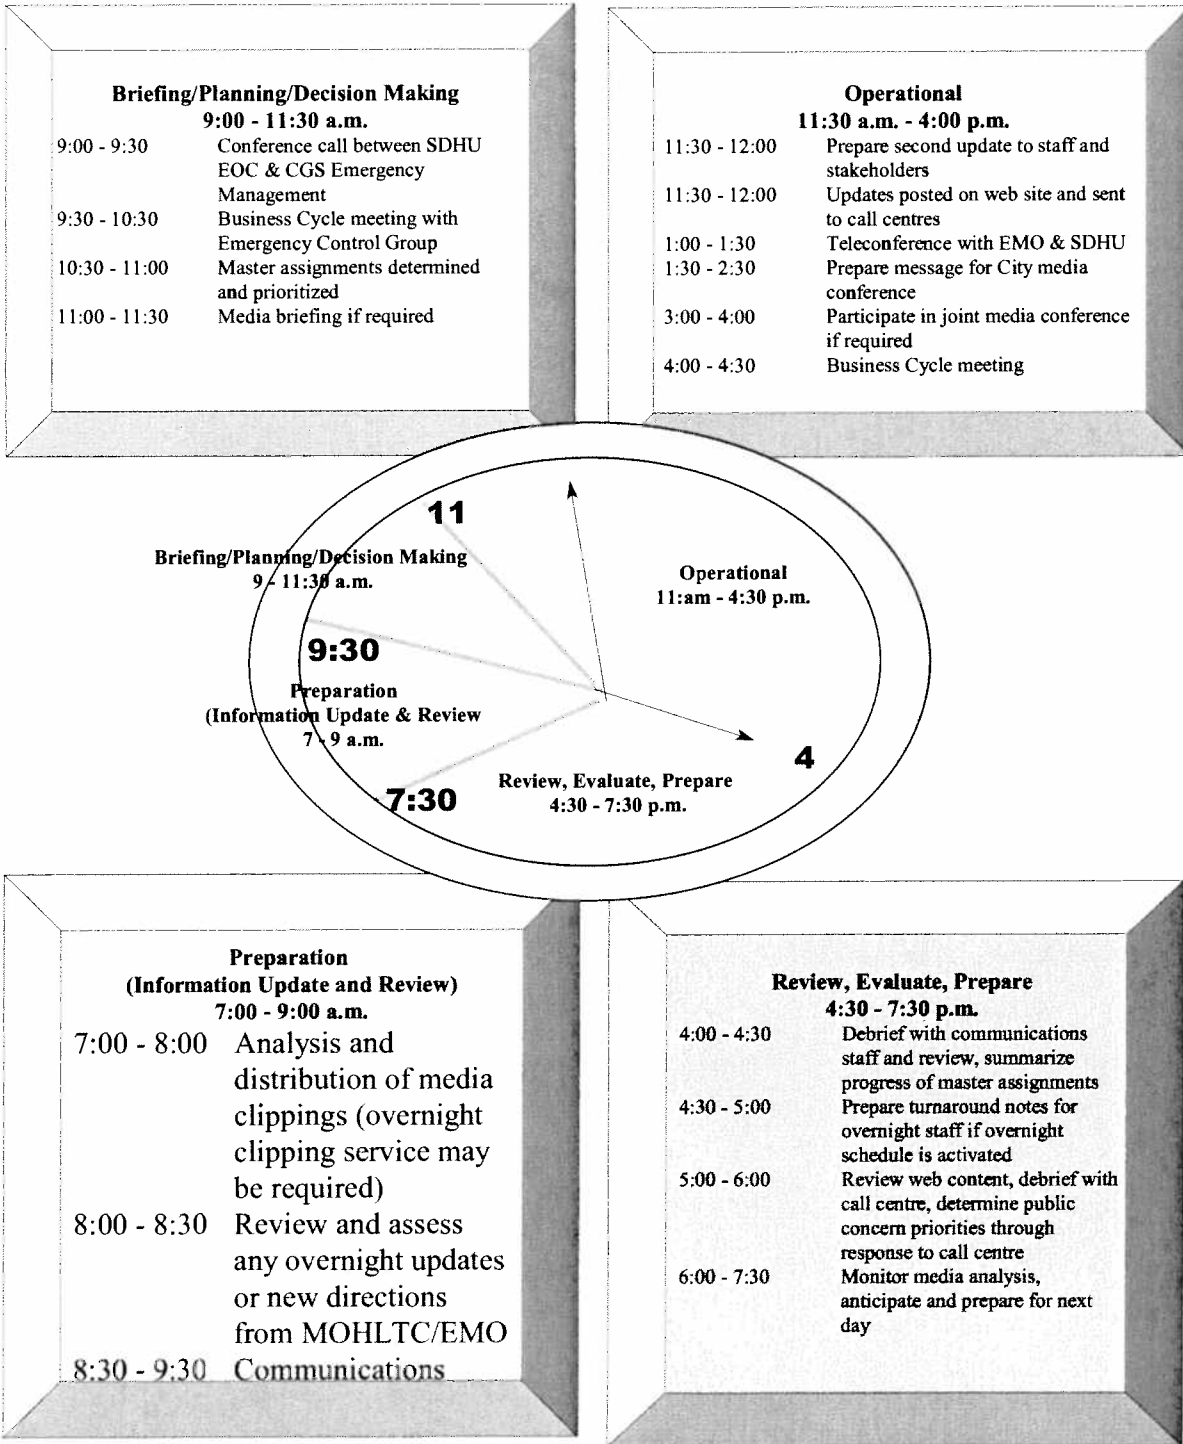 Briefing/Planning/Decision Making
9:00 - 11:30 a.m.
9:00 - 9:30 Conference call between SDHU
EOC & CGS Emergency
Management
9:30 - 10:30 Business Cycle meeting with
Emergency Control Group
10:30 - 11:00 Master assignments determined
and prioritized
11:00 - 11:30 Media briefing if required
Operational
11:30 a.m. - 4:00 p.m.
11:30 - 12:00 Prepare second update to staff and
stakeholders
11:30 - 12:00 Updates posted on web site and sent
to call centres
1:00 - 1:30 Teleconference with EMO & SDHU
1:30 - 2:30 Prepare message for City media
conference
3:00 - 4:00 Participate in joint media conference
if required
4:00 - 4:30 Business Cycle meeting
11
Briefing/Planning/Decision Making
9 - 11:30 a.m.
Operational
11:am - 4:30 p.m.
9:30
Preparation
(Information Update & Review
7 - 9 a.m.
4
Review, Evaluate, Prepare
4:30 - 7:30 p.m.
7:30
Preparation
(Information Update and Review)
7:00 - 9:00 a.m.
7:00 - 8:00 Analysis and
distribution of media
clippings (overnight
clipping service may
be required)
8:00 - 8:30 Review and assess
any overnight updates
or new directions
from MOHLTC/EMO
8:30 - 9:30 Communications
Review, Evaluate, Prepare
4:30 - 7:30 p.m.
4:00 - 4:30 Debrief with communications
staff and review, summarize
progress of master assignments
4:30 - 5:00 Prepare turnaround notes for
overnight staff if overnight
schedule is activated
5:00 - 6:00 Review web content, debrief with
call centre, determine public
concern priorities through
response to call centre
6:00 - 7:30 Monitor media analysis,
anticipate and prepare for next
day